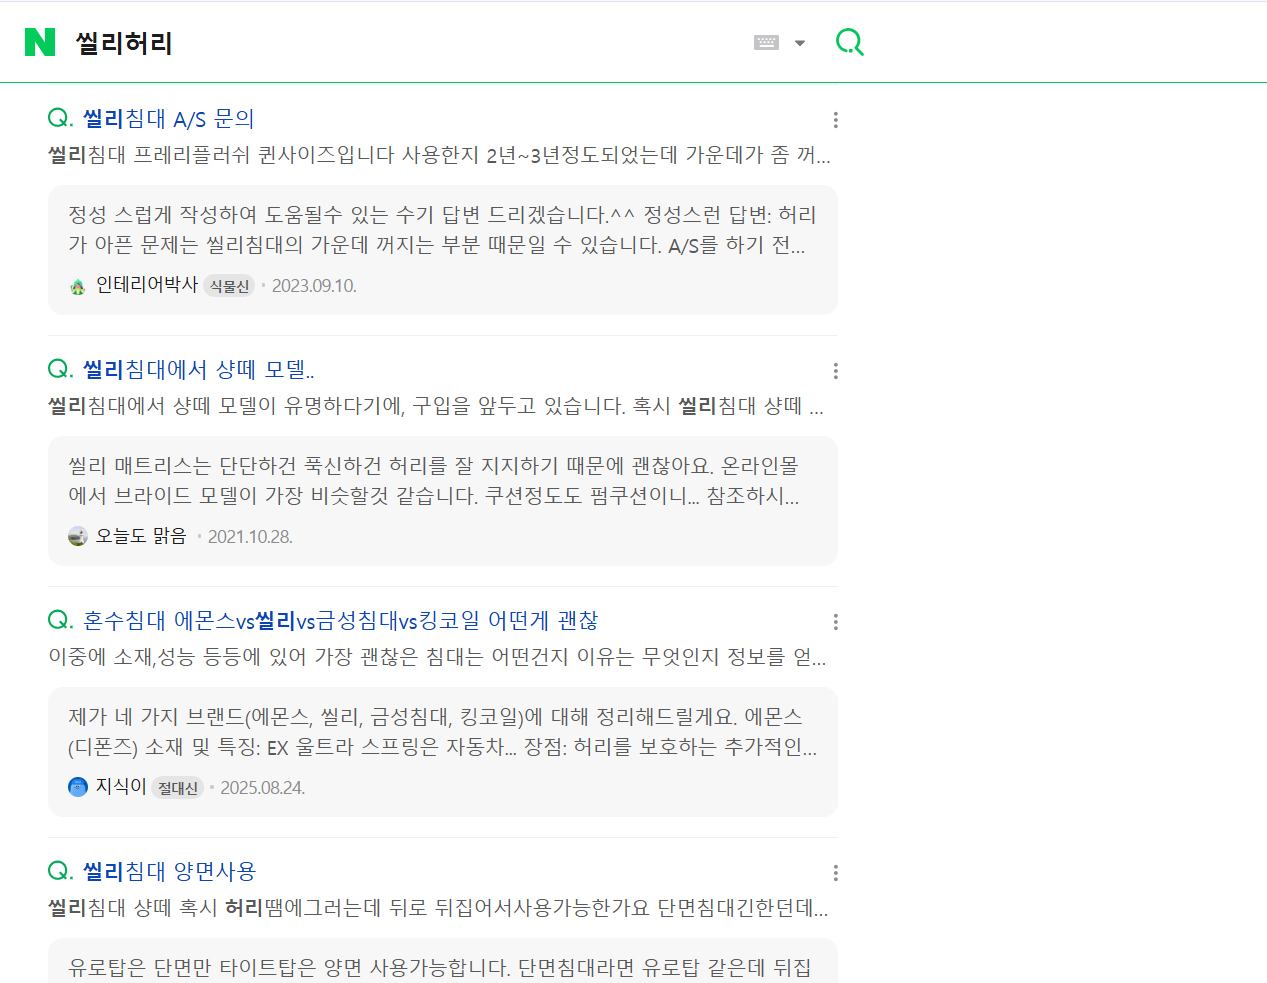 N 씰리허리
Q. 씰리침대 A/S 문의
씰리침대 프레리플러쉬 퀸사이즈입니다 사용한지 2년~3년정도되었는데 가운데가 좀 꺼...
정성 스럽게 작성하여 도움될수 있는 수기 답변 드리겠습니다.^^ 정성스런 답변: 허리
가 아픈 문제는 씰리침대의 가운데 꺼지는 부분 때문일 수 있습니다. A/S를 하기 전...
인테리어박사 식물신 · 2023.09.10.
Q. 씰리침대에서 샹떼 모델..
씰리침대에서 샹떼 모델이 유명하다기에, 구입을 앞두고 있습니다. 혹시 씰리침대 샹떼 ...
씰리 매트리스는 단단하건 푹신하건 허리를 잘 지지하기 때문에 괜찮아요. 온라인몰
에서 브라이드 모델이 가장 비슷할것 같습니다. 쿠션정도도 펌쿠션이니... 참조하시...
오늘도 맑음 · 2021.10.28.
Q. 혼수침대 에몬스vs씰리vs금성침대vs킹코일 어떤게 괜찮
이중에 소재,성능 등등에 있어 가장 괜찮은 침대는 어떤건지 이유는 무엇인지 정보를 얻...
제가 네 가지 브랜드(에몬스, 씰리, 금성침대, 킹코일)에 대해 정리해드릴게요. 에몬스
(디폰즈) 소재 및 특징: EX 울트라 스프링은 자동차... 장점: 허리를 보호하는 추가적인...
지식이 절대신 · 2025.08.24.
Q. 씰리침대 양면사용
씰리침대 샹떼 혹시 허리땜에그러는데 뒤로 뒤집어서사용가능한가요 단면침대긴한던데...
유로탑은 단면만 타이트탑은 양면 사용가능합니다. 단면침대라면 유로탑 같은데 뒤집